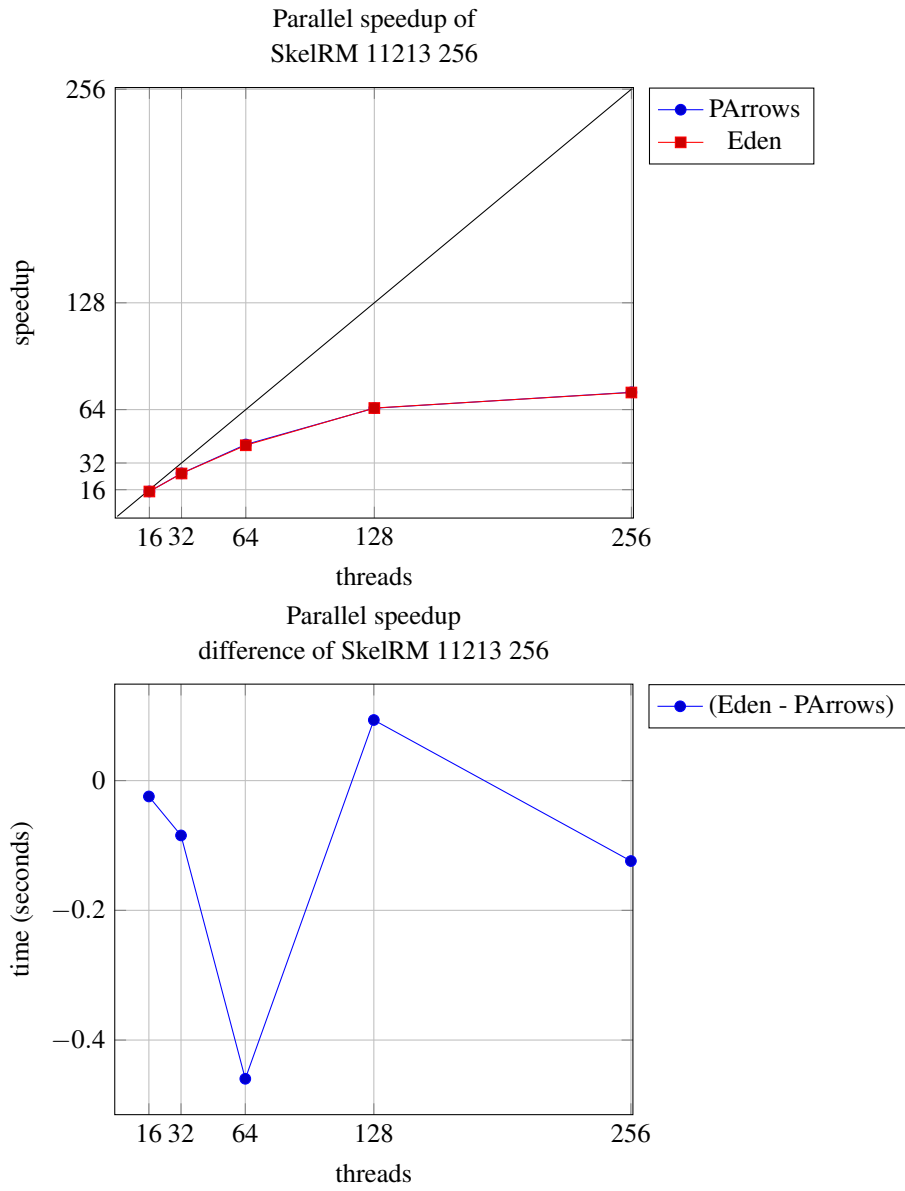 Parallel speedup of
SkelRM 11213 256
256
128
64
32
16
speedup
16 32 64 128 256
threads
PArrows
Eden
Parallel speedup
difference of SkelRM 11213 256
0
−0.2
−0.4
time (seconds)
16 32 64 128 256
threads
(Eden - PArrows)